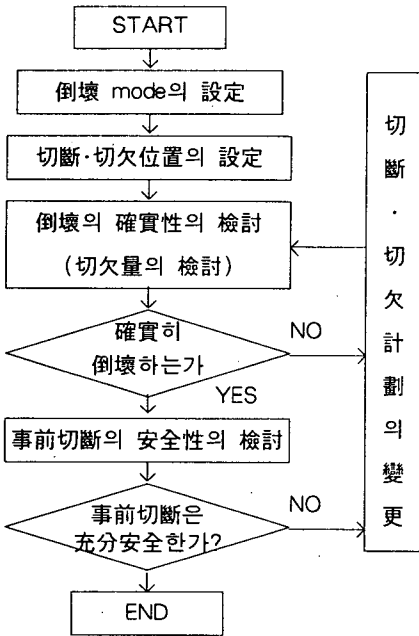 START
倒壞 mode의 設定
切斷·切欠位置의 設定
倒壞의 確實性의 檢討
(切欠量의 檢討)
確實히
倒壞하는가
NO
YES
事前切斷의 安全性의 檢討
事前切斷은
充分安全한가?
NO
END
切斷·切欠計劃의變更